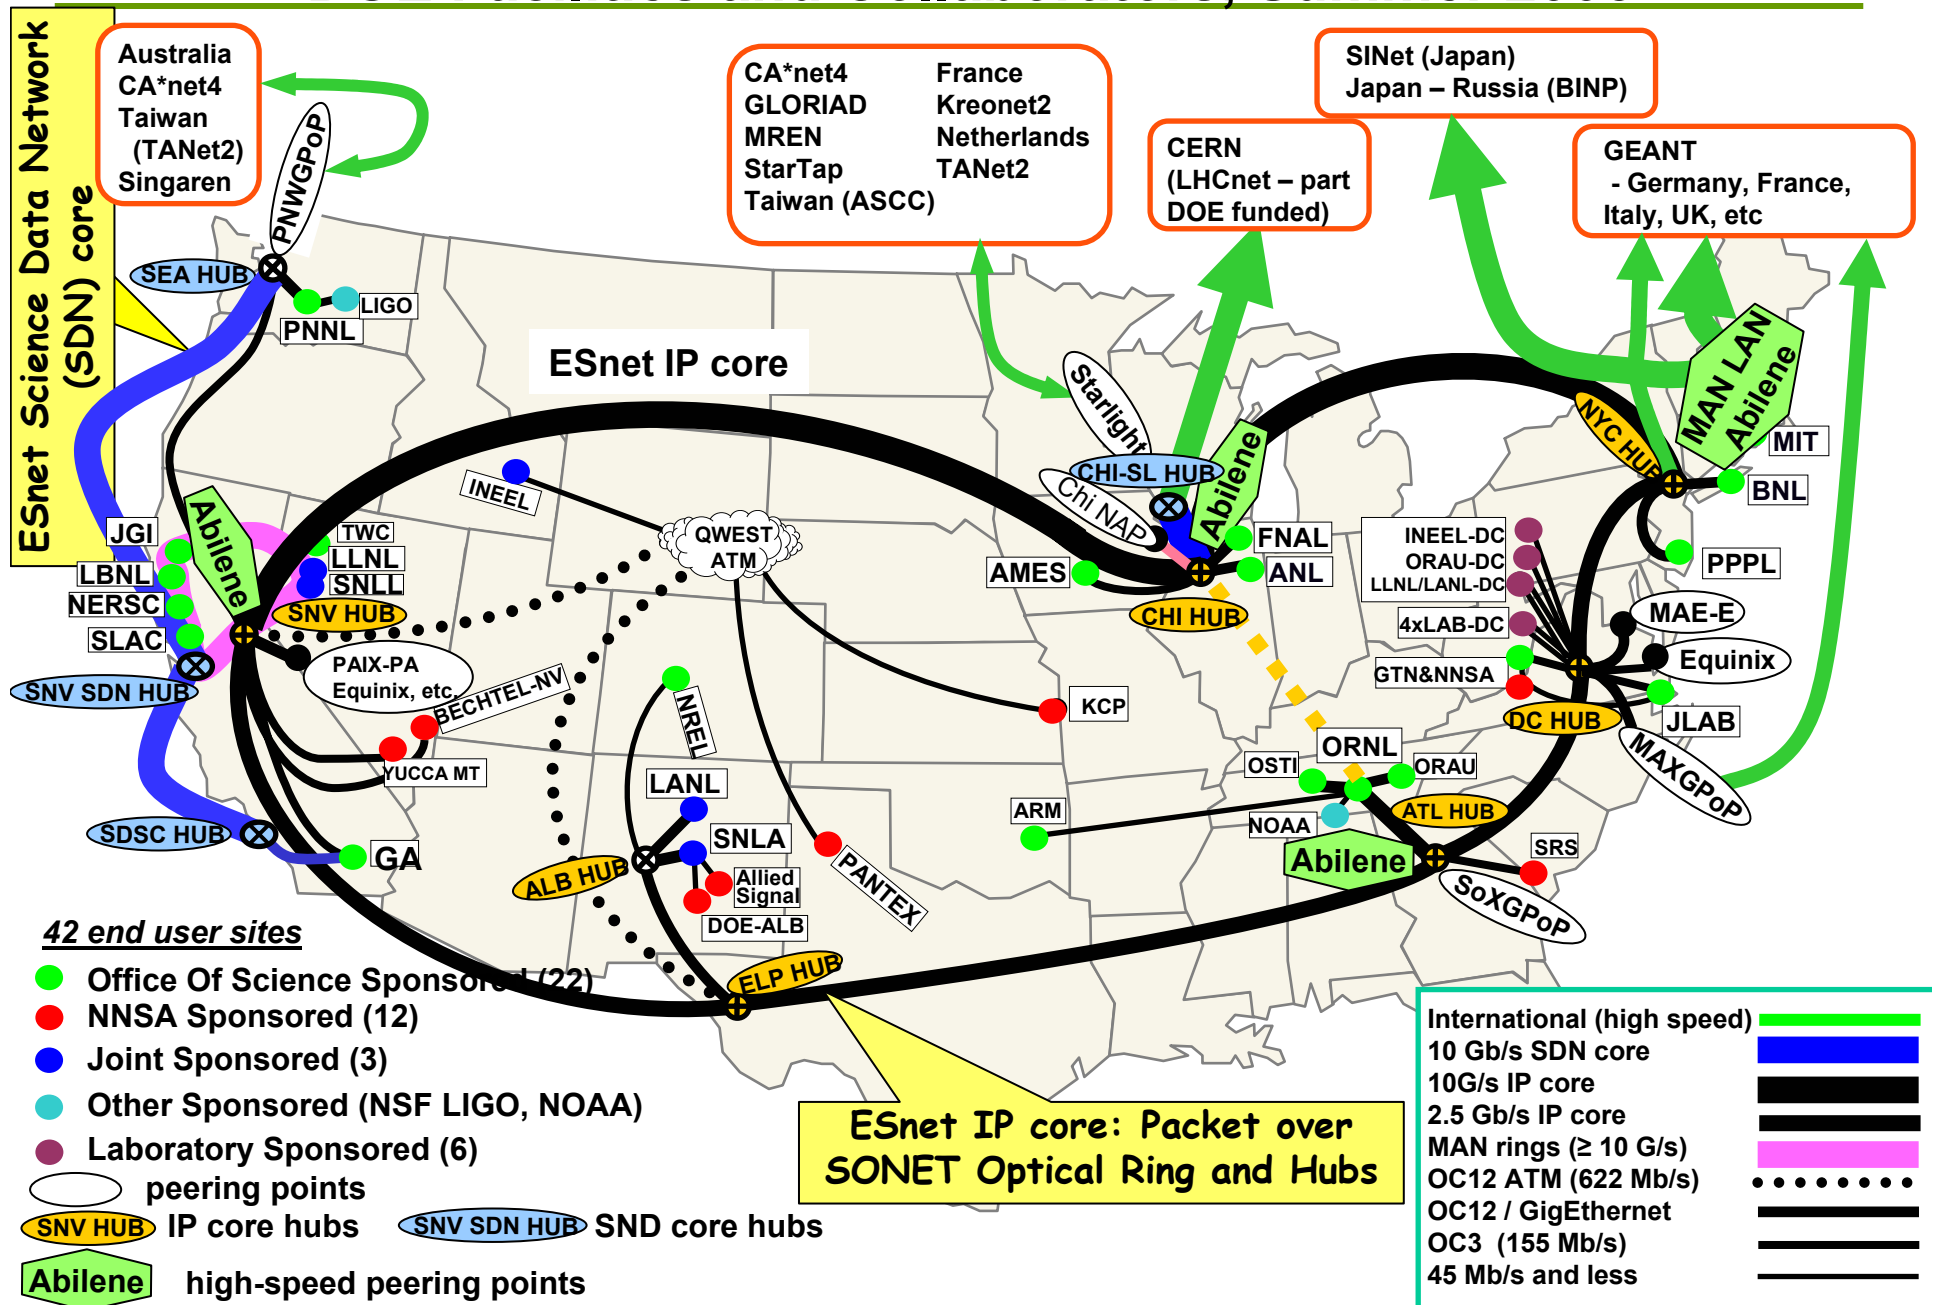 ESnet Science Data Network
(SDN) core
Australia
CA*net4
Taiwan
(TANet2)
Singaren
PNWGPoP
CA*net4
GLORIAD
MREN
StarTap
Taiwan (ASCC)
France
Kreonet2
Netherlands
TANet2
CERN
(LHCnet – part
DOE funded)
SINet (Japan)
Japan – Russia (BINP)
GEANT
- Germany, France,
Italy, UK, etc
SEA HUB
LIGO
PNNL
ESnet IP core
Starlight
CHI-SL HUB
Chi NAP
Abilene
NYC HUB
MAN LAN
Abilene
MIT
BNL
PPPL
INEEL
QWEST
ATM
AMES
FNAL
ANL
CHI HUB
Abilene
JGI
LBNL
NERSC
SLAC
TWC
LLNL
SNLL
SNV HUB
SNV SDN HUB
PAIX-PA
Equinix, etc.
BECHTEL-NV
YUCCA MT
SDSC HUB
GA
NREL
LANL
SNLA
ALB HUB
Allied
Signal
DOE-ALB
PANTEX
ELP HUB
KCP
ARM
OSTI
ORNL
ORAU
NOAA
ATL HUB
Abilene
SRS
SoXGPoP
INEEL-DC
ORAU-DC
LLNL/LANL-DC
4xLAB-DC
GTN&NNSA
DC HUB
MAE-E
Equinix
JLAB
MAXGPoP
42 end user sites
Office Of Science Sponsored (22)
NNSA Sponsored (12)
Joint Sponsored (3)
Other Sponsored (NSF LIGO, NOAA)
Laboratory Sponsored (6)
peering points
SNV HUB IP core hubs
SNV SDN HUB SND core hubs
Abilene high-speed peering points
ESnet IP core: Packet over
SONET Optical Ring and Hubs
International (high speed)
10 Gb/s SDN core
10G/s IP core
2.5 Gb/s IP core
MAN rings (≥ 10 G/s)
OC12 ATM (622 Mb/s)
OC12 / GigEthernet
OC3 (155 Mb/s)
45 Mb/s and less